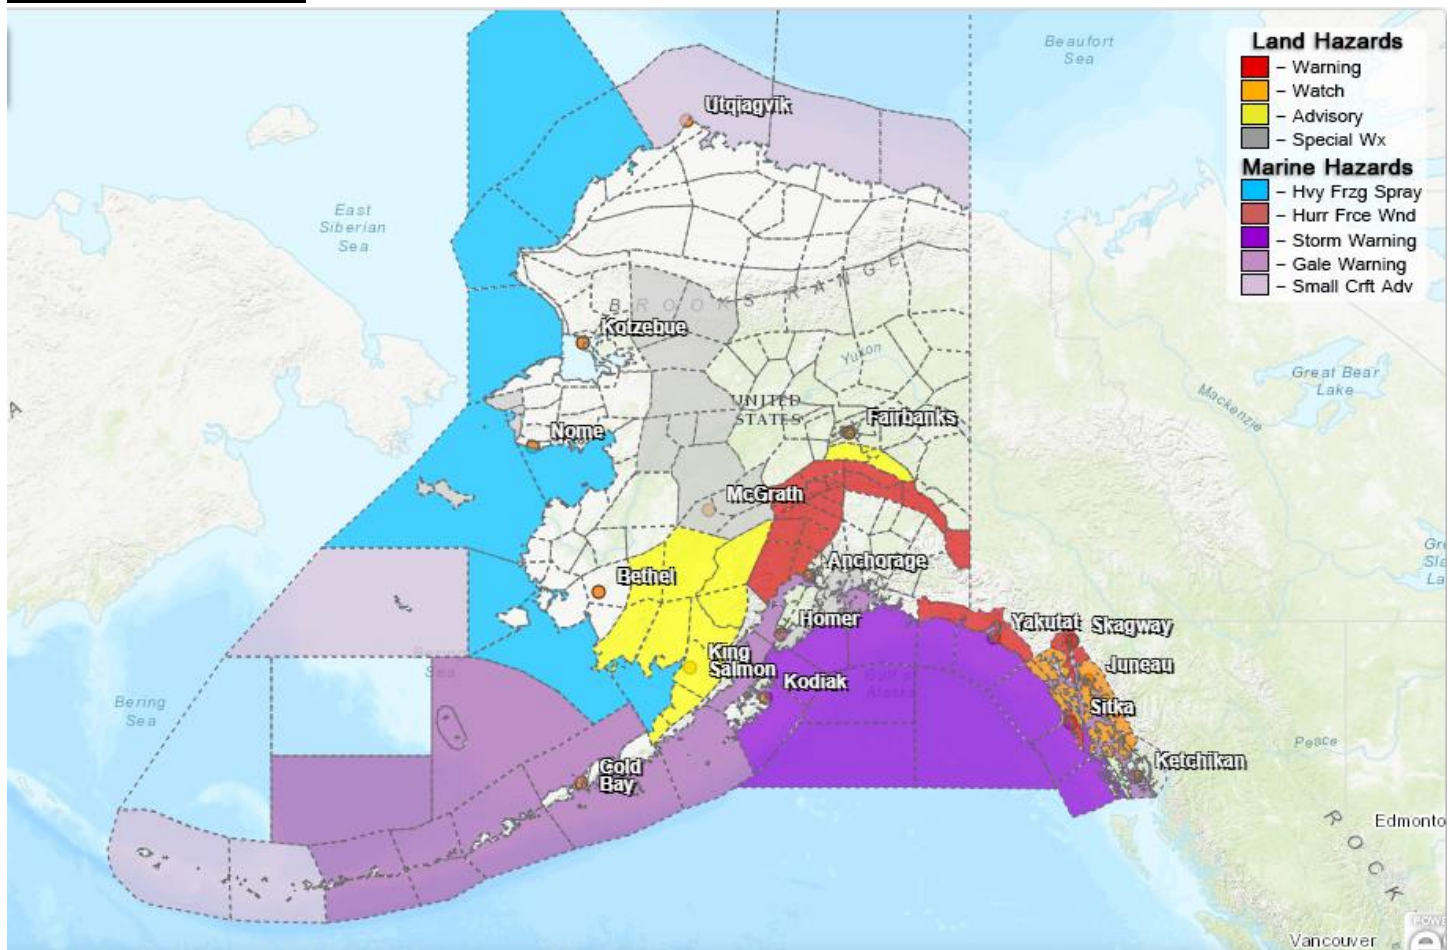 Land Hazards
– Warning
– Watch
– Advisory
– Special Wx
Marine Hazards
– Hvy Frzg Spray
– Hurr Frce Wnd
– Storm Warning
– Gale Warning
– Small Crft Adv
Beaufort
Sea
Utqiagvik
East
Siberian
Sea
BROOKS RANGE
Kotzebue
Yukon
Great Bear
Lake
Mackenzie
UNITED
STATES
Fairbanks
Nome
McGrath
Anchorage
Bethel
Homer
Yakutat
Skagway
King
Salmon
Juneau
Kodiak
Bering
Sea
Sitka
Peace
Ketchikan
Cold
Bay
Edmonto
ROCK
Vancouver